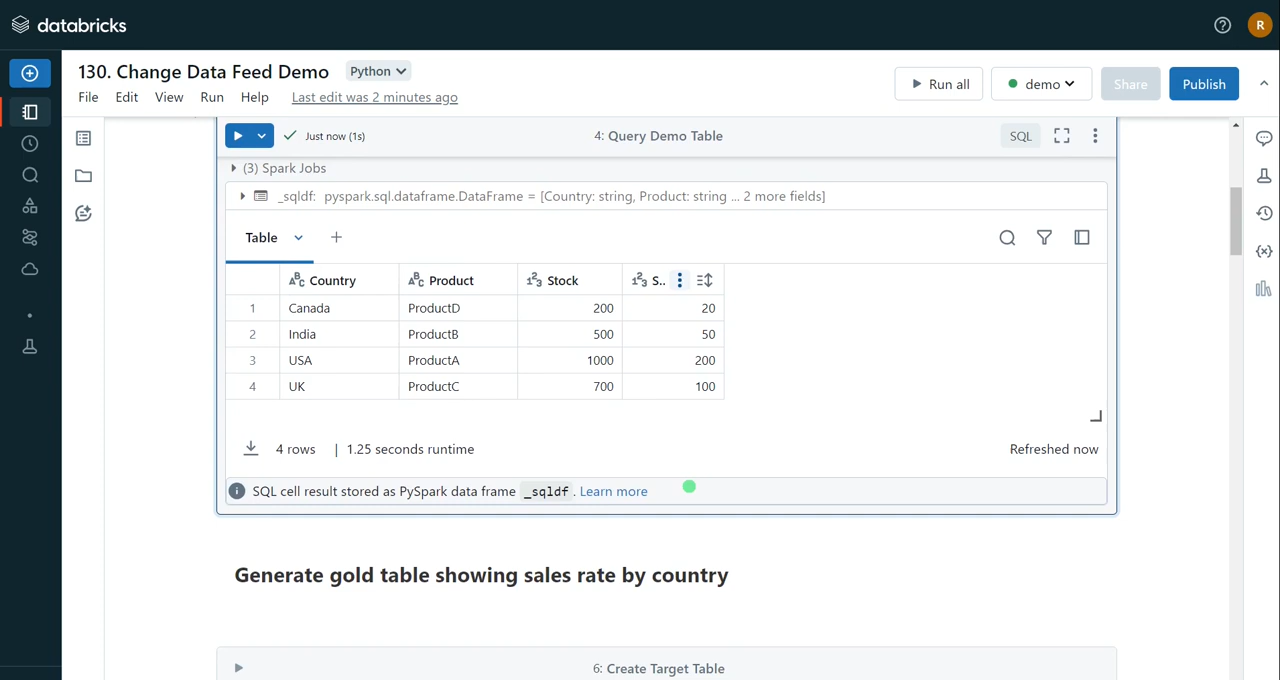 databricks
R
130. Change Data Feed Demo Python
Run all demo Share Publish
File Edit View Run Help Last edit was 2 minutes ago
Just now (1s) 4: Query Demo Table SQL
(3) Spark Jobs
_sqldf: pyspark.sql.dataframe.DataFrame = [Country: string, Product: string ... 2 more fields]
Table
Country Product Stock S..
1 Canada ProductD 200 20
2 India ProductB 500 50
3 USA ProductA 1000 200
4 UK ProductC 700 100
4 rows | 1.25 seconds runtime Refreshed now
SQL cell result stored as PySpark data frame _sqldf . Learn more
Generate gold table showing sales rate by country
6: Create Target Table